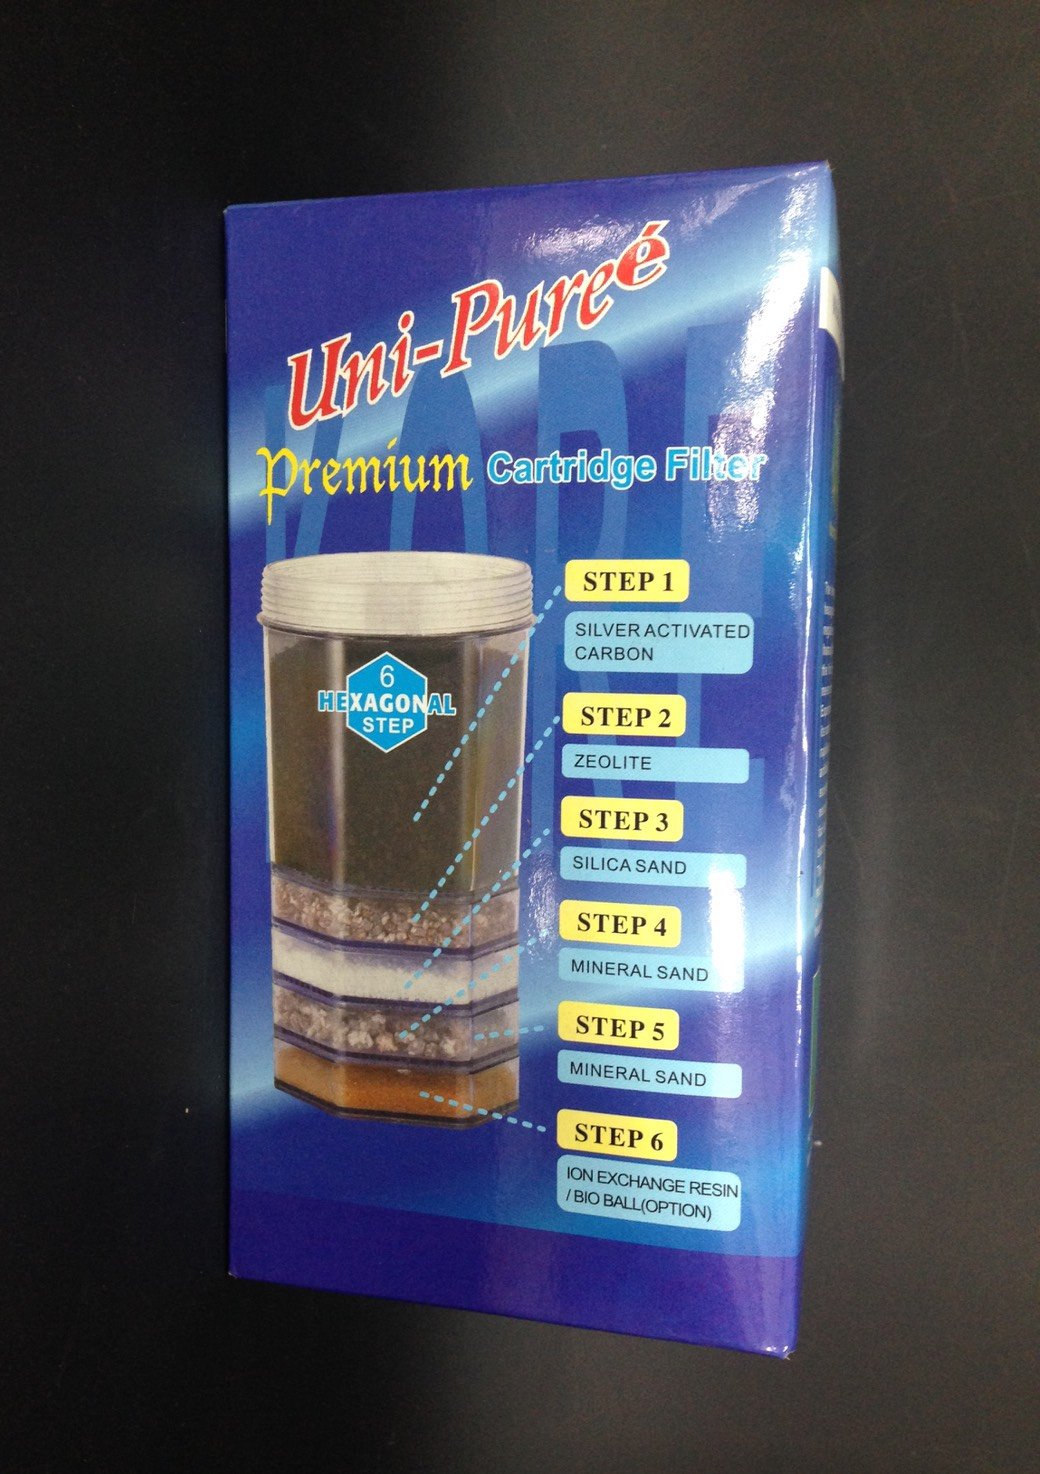 Uni-Pureé
Premium Cartridge Filter
6
HEXAGONAL
STEP
STEP 1
SILVER ACTIVATED
CARBON
STEP 2
ZEOLITE
STEP 3
SILICA SAND
STEP 4
MINERAL SAND
STEP 5
MINERAL SAND
STEP 6
ION EXCHANGE RESIN
/ BIO BALL(OPTION)